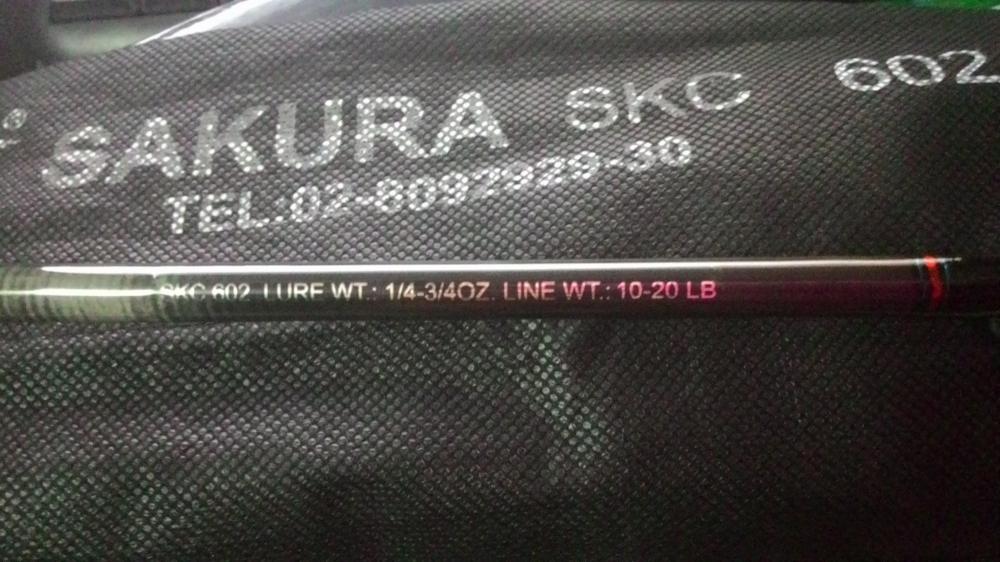 SAKURA SKC 602
TEL:02-8092929-30
SKC 602 LURE WT.: 1/4-3/4OZ. LINE WT.: 10-20 LB